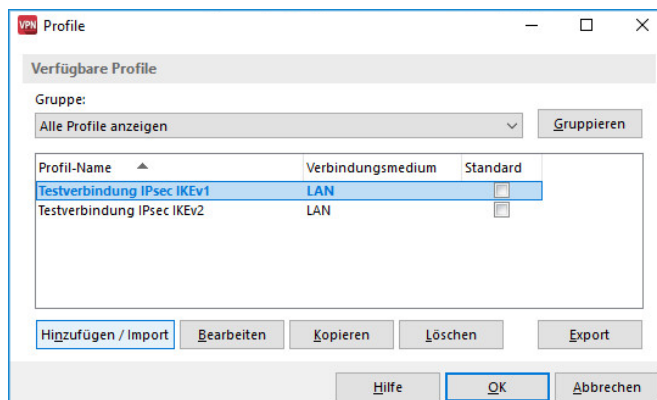 VPN Profile
Verfügbare Profile
Gruppe:
Alle Profile anzeigen
Gruppieren
Profil-Name Verbindungsmedium Standard
Testverbindung IPsec IKEv1 LAN
Testverbindung IPsec IKEv2 LAN
Hinzufügen / Import Bearbeiten Kopieren Löschen Export
Hilfe OK Abbrechen